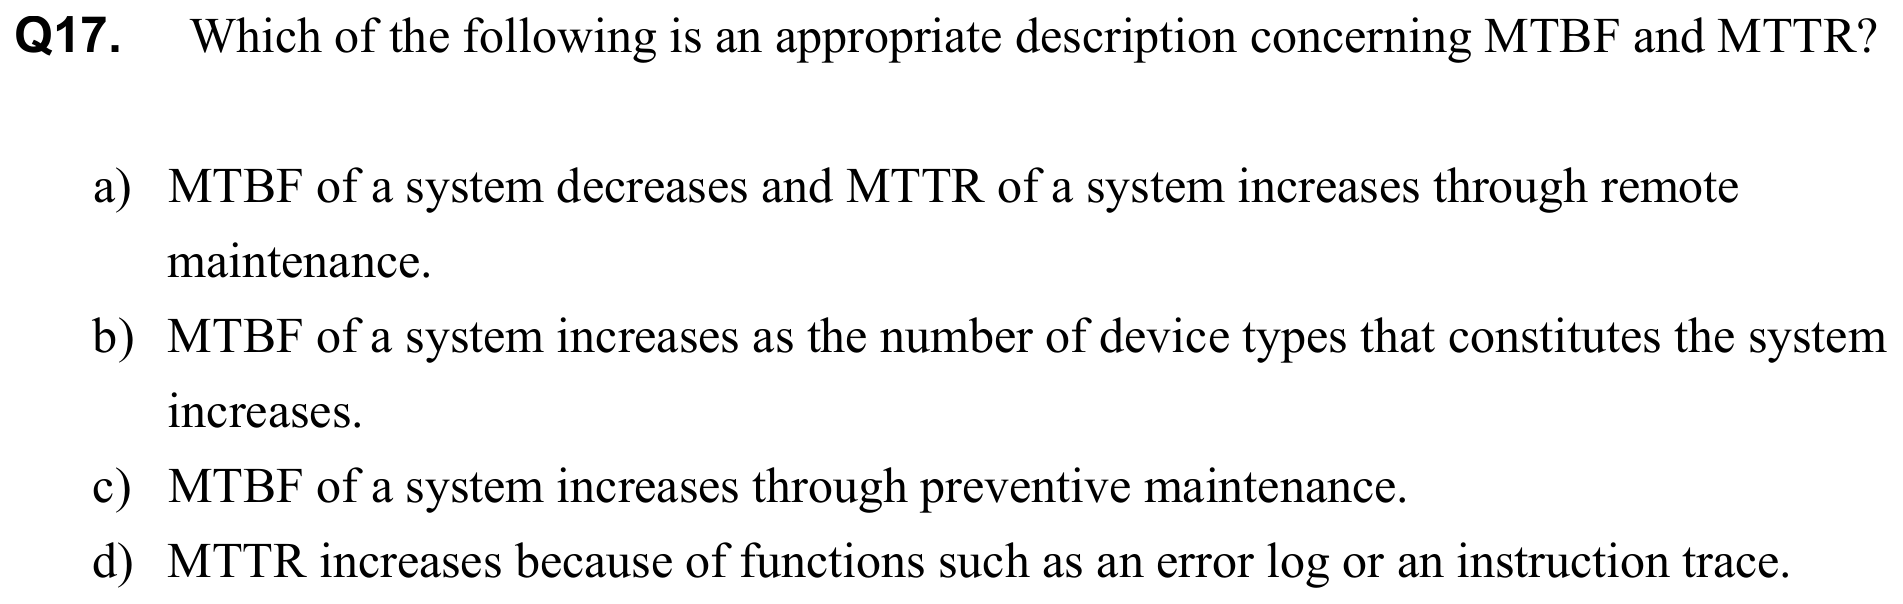 Q17. Which of the following is an appropriate description concerning MTBF and MTTR?
a) MTBF of a system decreases and MTTR of a system increases through remote
maintenance.
b) MTBF of a system increases as the number of device types that constitutes the system
increases.
c) MTBF of a system increases through preventive maintenance.
d) MTTR increases because of functions such as an error log or an instruction trace.